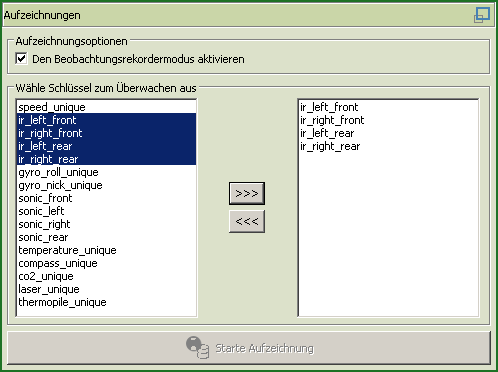 Aufzeichnungen
Aufzeichnungsoptionen
Den Beobachtungsrekordermodus aktivieren
Wähle Schlüssel zum Überwachen aus
speed_unique
ir_left_front
ir_right_front
ir_left_rear
ir_right_rear
gyro_roll_unique
gyro_nick_unique
sonic_front
sonic_left
sonic_right
sonic_rear
temperature_unique
compass_unique
co2_unique
laser_unique
thermopile_unique
>>>
<<<
ir_left_front
ir_right_front
ir_left_rear
ir_right_rear
Starte Aufzeichnung